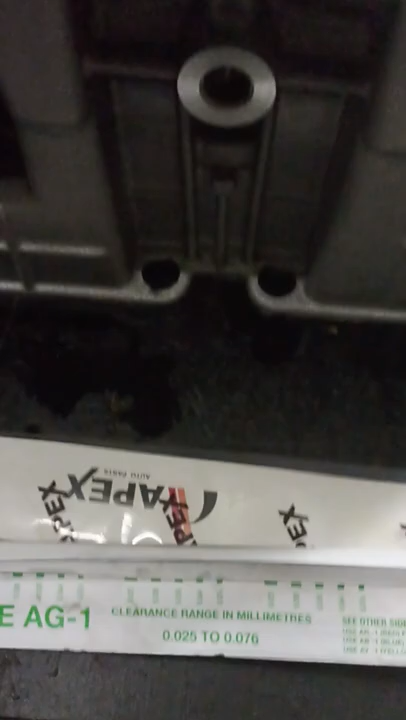 APEX
AUTO PARTS
APEX
APEX
PEX
E AG-1
CLEARANCE RANGE IN MILLIMETRES
0.025 TO 0.076
SEE OTHER SIDE